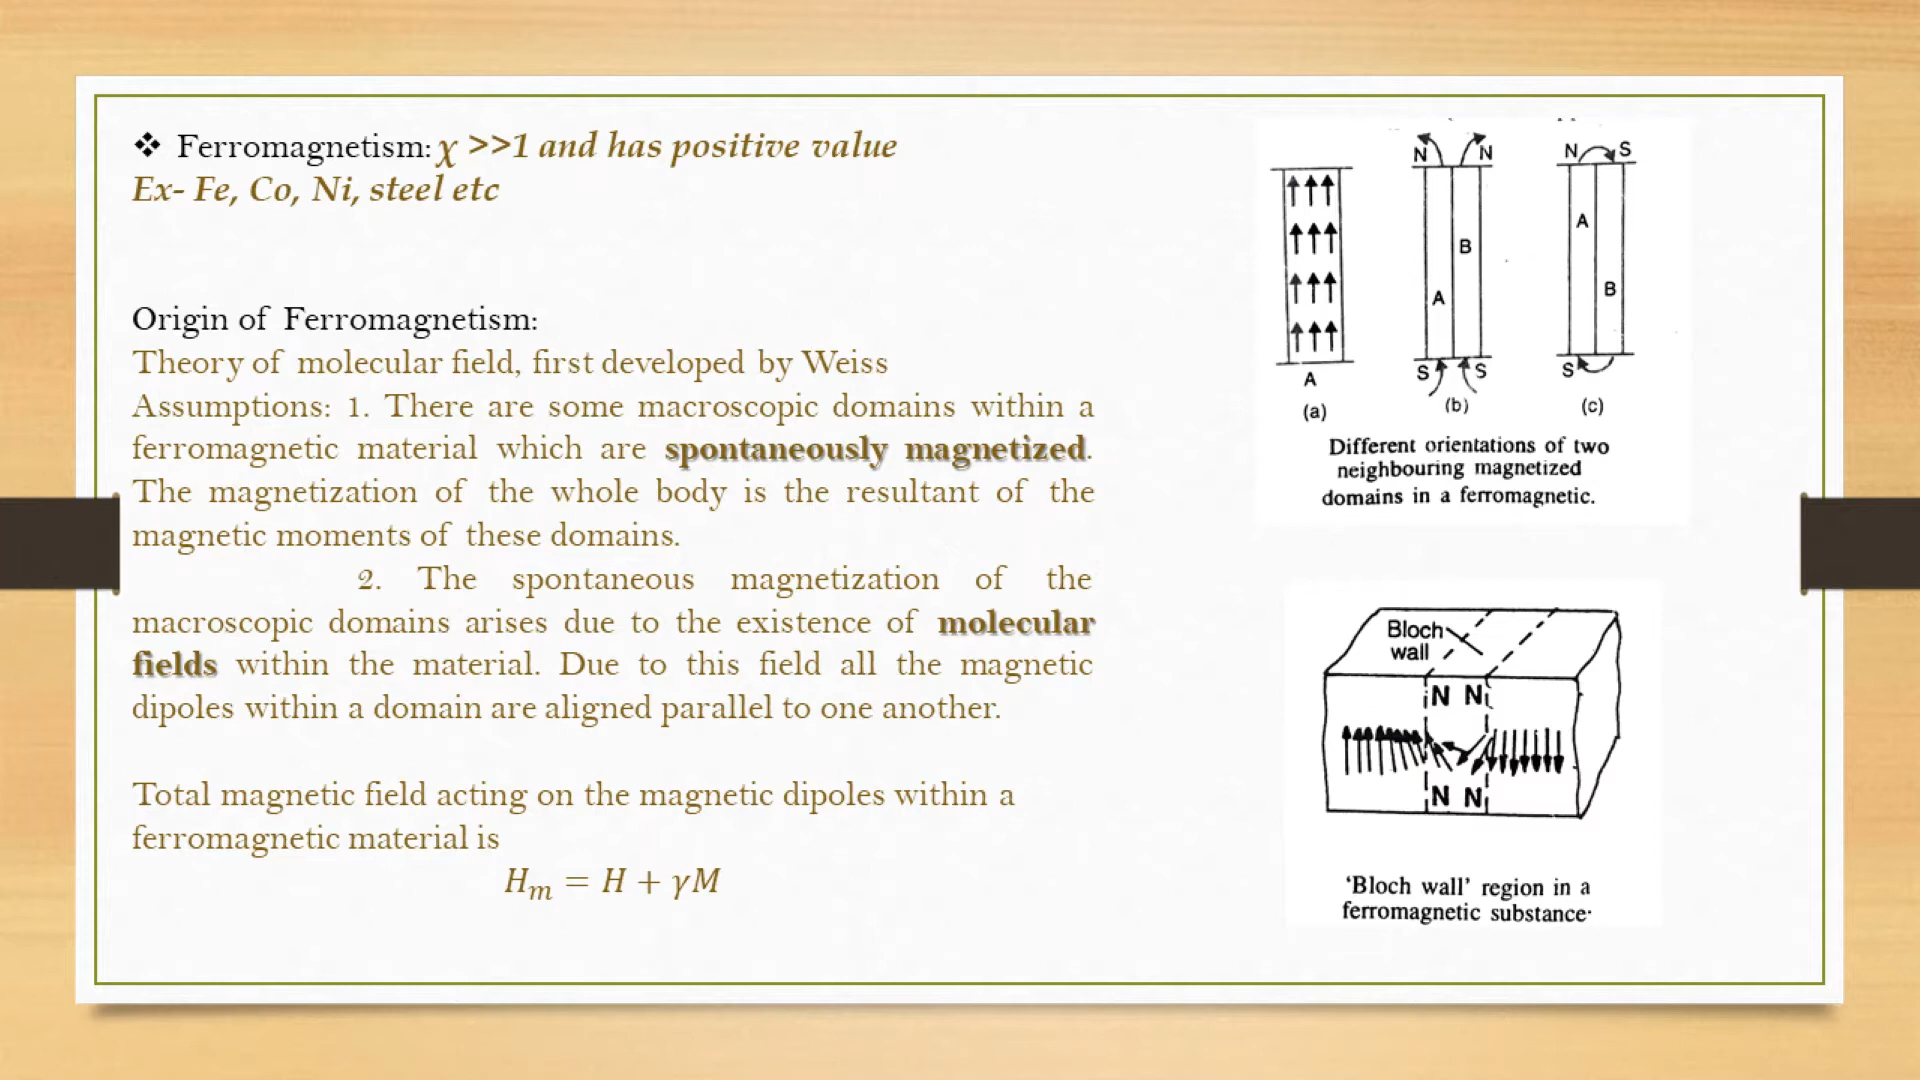 ❖ Ferromagnetism: χ >>1 and has positive value
Ex- Fe, Co, Ni, steel etc
Origin of Ferromagnetism:
Theory of molecular field, first developed by Weiss
Assumptions: 1. There are some macroscopic domains within a
ferromagnetic material which are spontaneously magnetized.
The magnetization of the whole body is the resultant of the
magnetic moments of these domains.
2. The spontaneous magnetization of the
macroscopic domains arises due to the existence of molecular
fields within the material. Due to this field all the magnetic
dipoles within a domain are aligned parallel to one another.
Total magnetic field acting on the magnetic dipoles within a
ferromagnetic material is
Hₘ = H + γM
N N N S
A
B
B
A
S S S
A
(a) (b) (c)
Different orientations of two
neighbouring magnetized
domains in a ferromagnetic.
Bloch
wall
N N
N N
‘Bloch wall’ region in a
ferromagnetic substance·